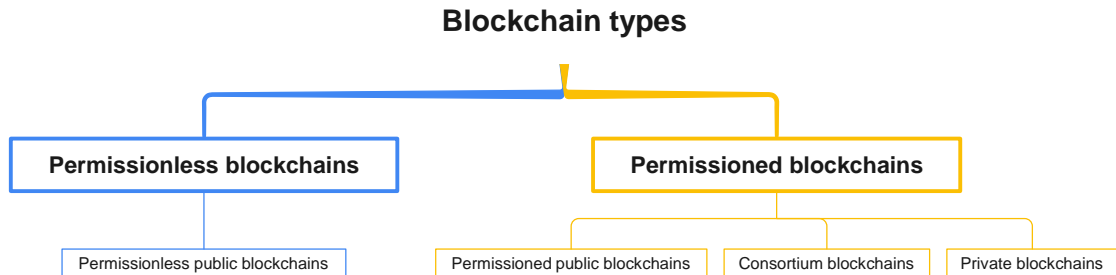 Blockchain types
Permissionless blockchains
Permissioned blockchains
Permissionless public blockchains
Permissioned public blockchains
Consortium blockchains
Private blockchains